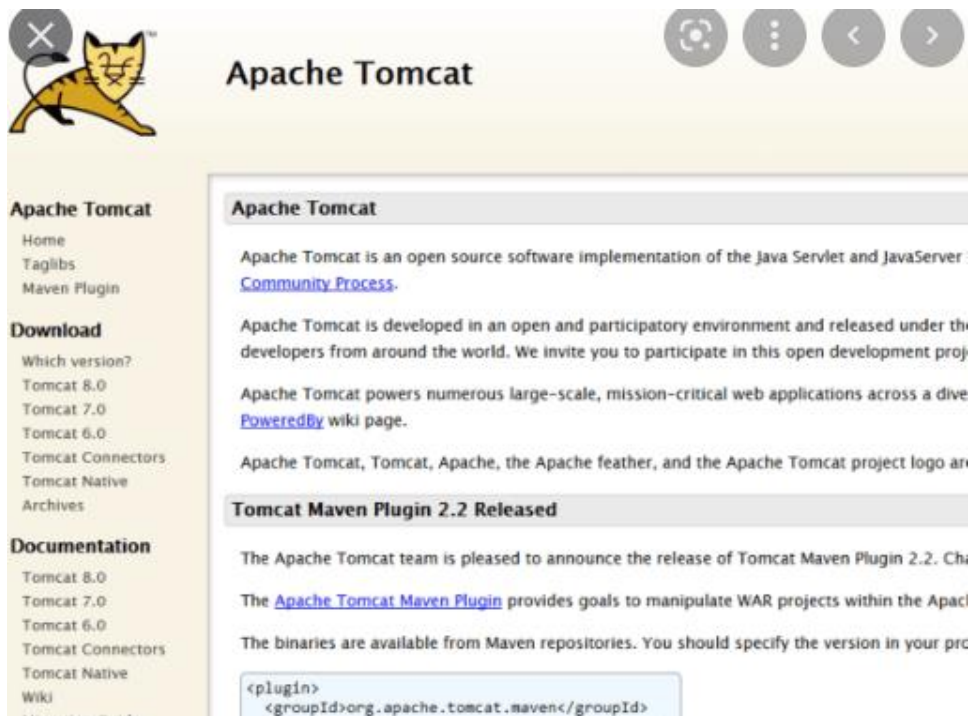 TM
Apache Tomcat
Apache Tomcat
Home
Taglibs
Maven Plugin
Download
Which version?
Tomcat 8.0
Tomcat 7.0
Tomcat 6.0
Tomcat Connectors
Tomcat Native
Archives
Documentation
Tomcat 8.0
Tomcat 7.0
Tomcat 6.0
Tomcat Connectors
Tomcat Native
Wiki
Apache Tomcat
Apache Tomcat is an open source software implementation of the Java Servlet and JavaServer
Community Process.
Apache Tomcat is developed in an open and participatory environment and released under the
developers from around the world. We invite you to participate in this open development
Apache Tomcat powers numerous large-scale, mission-critical web applications across a
PoweredBy wiki page.
Apache Tomcat, Tomcat, Apache, the Apache feather, and the Apache Tomcat project logo
Tomcat Maven Plugin 2.2 Released
The Apache Tomcat team is pleased to announce the release of Tomcat Maven Plugin 2.2.
The Apache Tomcat Maven Plugin provides goals to manipulate WAR projects within the
The binaries are available from Maven repositories. You should specify the version in your
<plugin>
<groupId>org.apache.tomcat.maven</groupId>